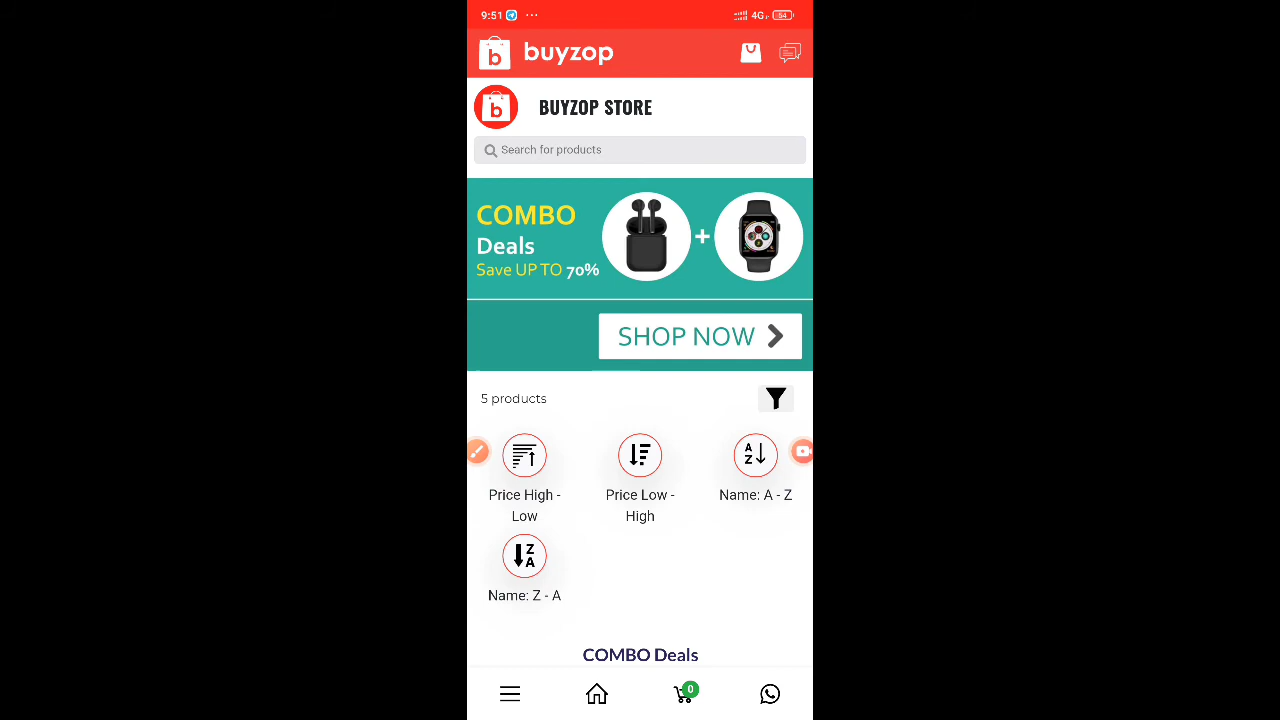 9:51 ... 4G 64
b buyzop
b BUYZOP STORE
Search for products
COMBO
Deals
Save UP TO 70%
+
SHOP NOW
5 products
A
Z
Price High -
Low
Price Low -
High
Name: A - Z
Z
A
Name: Z - A
COMBO Deals
0